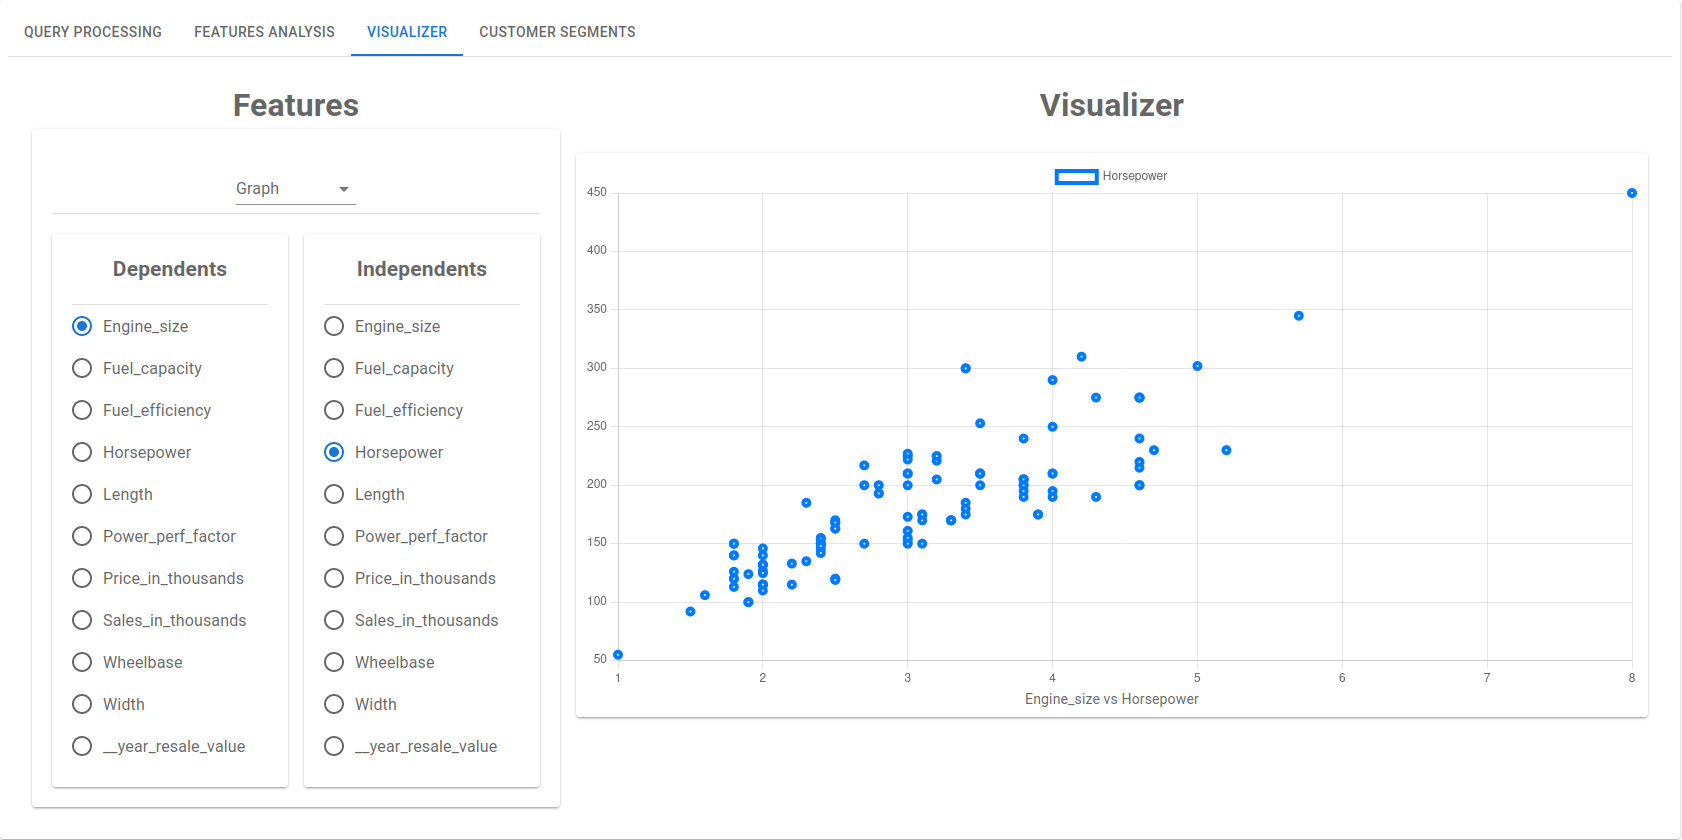 QUERY PROCESSING
FEATURES ANALYSIS
VISUALIZER
CUSTOMER SEGMENTS
Features
Graph
Dependents
Engine_size
Fuel_capacity
Fuel_efficiency
Horsepower
Length
Power_perf_factor
Price_in_thousands
Sales_in_thousands
Wheelbase
Width
__year_resale_value
Independents
Engine_size
Fuel_capacity
Fuel_efficiency
Horsepower
Length
Power_perf_factor
Price_in_thousands
Sales_in_thousands
Wheelbase
Width
__year_resale_value
Visualizer
Horsepower
450
400
350
300
250
200
150
100
50
1 2 3 4 5 6 7 8
Engine_size vs Horsepower